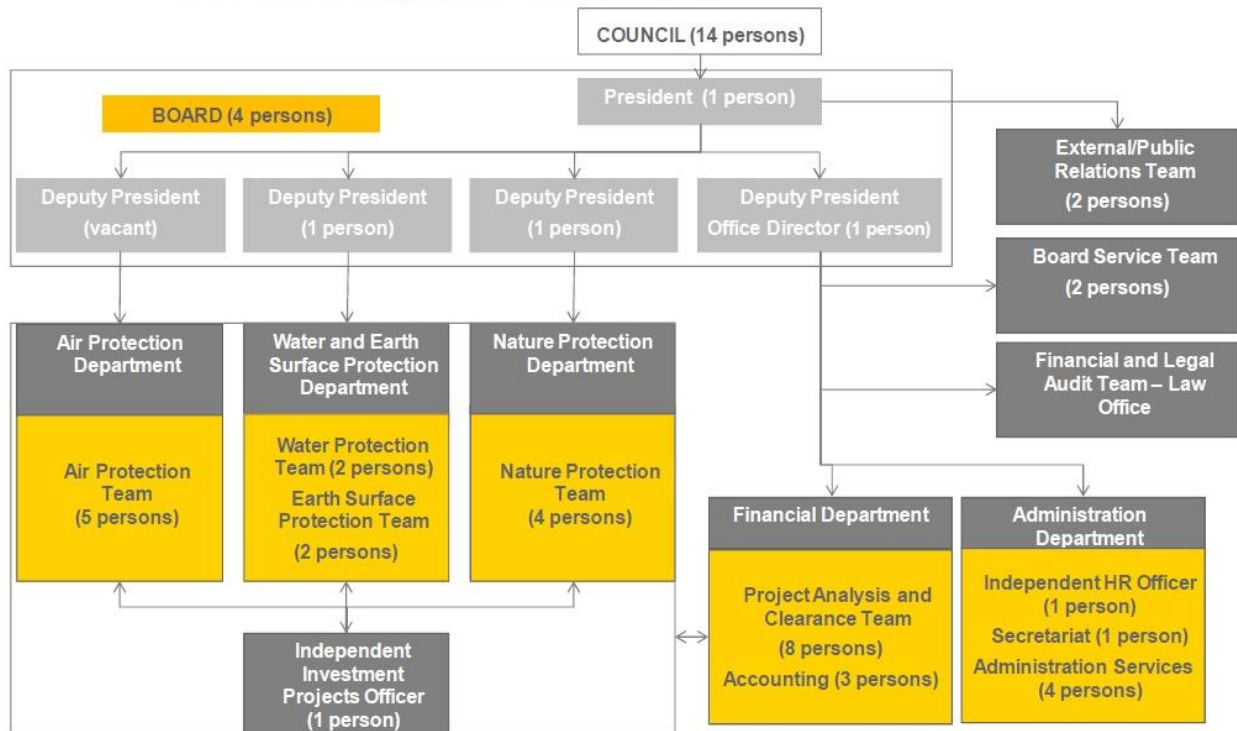 COUNCIL (14 persons)
President (1 person)
BOARD (4 persons)
Deputy President
(vacant)
Deputy President
(1 person)
Deputy President
(1 person)
Deputy President
Office Director (1 person)
External/Public
Relations Team
(2 persons)
Board Service Team
(2 persons)
Financial and Legal
Audit Team – Law
Office
Air Protection
Department
Air Protection
Team
(5 persons)
Water and Earth
Surface Protection
Department
Water Protection
Team (2 persons)
Earth Surface
Protection Team
(2 persons)
Nature Protection
Department
Nature Protection
Team
(4 persons)
Independent
Investment
Projects Officer
(1 person)
Financial Department
Project Analysis and
Clearance Team
(8 persons)
Accounting (3 persons)
Administration
Department
Independent HR Officer
(1 person)
Secretariat (1 person)
Administration Services
(4 persons)